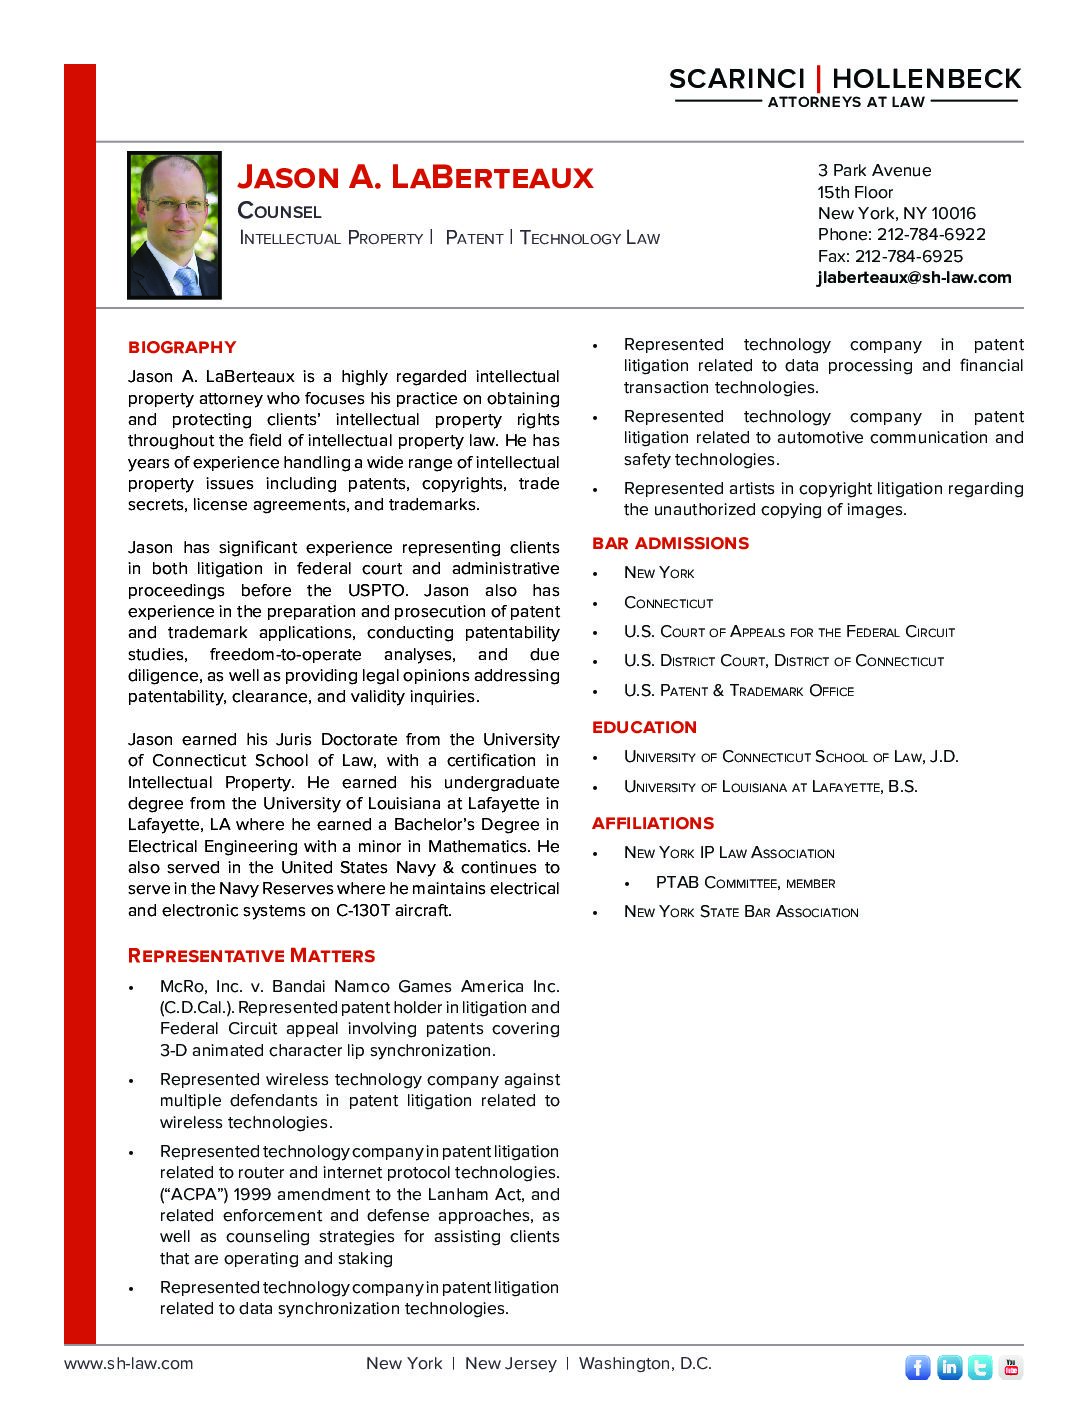 SCARINCI | HOLLENBECK
ATTORNEYS AT LAW
Jason A. LaBerteaux
Counsel
Intellectual Property | Patent | Technology Law
3 Park Avenue
15th Floor
New York, NY 10016
Phone: 212-784-6922
Fax: 212-784-6925
jlaberteaux@sh-law.com
BIOGRAPHY
Jason A. LaBerteaux is a highly regarded intellectual
property attorney who focuses his practice on obtaining
and protecting clients’ intellectual property rights
throughout the field of intellectual property law. He has
years of experience handling a wide range of intellectual
property issues including patents, copyrights, trade
secrets, license agreements, and trademarks.
Jason has significant experience representing clients
in both litigation in federal court and administrative
proceedings before the USPTO. Jason also has
experience in the preparation and prosecution of patent
and trademark applications, conducting patentability
studies, freedom-to-operate analyses, and due
diligence, as well as providing legal opinions addressing
patentability, clearance, and validity inquiries.
Jason earned his Juris Doctorate from the University
of Connecticut School of Law, with a certification in
Intellectual Property. He earned his undergraduate
degree from the University of Louisiana at Lafayette in
Lafayette, LA where he earned a Bachelor’s Degree in
Electrical Engineering with a minor in Mathematics. He
also served in the United States Navy & continues to
serve in the Navy Reserves where he maintains electrical
and electronic systems on C-130T aircraft.
Representative Matters
• McRo, Inc. v. Bandai Namco Games America Inc.
(C.D.Cal.). Represented patent holder in litigation and
Federal Circuit appeal involving patents covering
3-D animated character lip synchronization.
• Represented wireless technology company against
multiple defendants in patent litigation related to
wireless technologies.
• Represented technology company in patent litigation
related to router and internet protocol technologies.
(“ACPA”) 1999 amendment to the Lanham Act, and
related enforcement and defense approaches, as
well as counseling strategies for assisting clients
that are operating and staking
• Represented technology company in patent litigation
related to data synchronization technologies.
• Represented technology company in patent
litigation related to data processing and financial
transaction technologies.
• Represented technology company in patent
litigation related to automotive communication and
safety technologies.
• Represented artists in copyright litigation regarding
the unauthorized copying of images.
BAR ADMISSIONS
• New York
• Connecticut
• U.S. Court of Appeals for the Federal Circuit
• U.S. District Court, District of Connecticut
• U.S. Patent & Trademark Office
EDUCATION
• University of Connecticut School of Law, J.D.
• University of Louisiana at Lafayette, B.S.
AFFILIATIONS
• New York IP Law Association
• PTAB Committee, member
• New York State Bar Association
www.sh-law.com
New York | New Jersey | Washington, D.C.
f in t You Tube